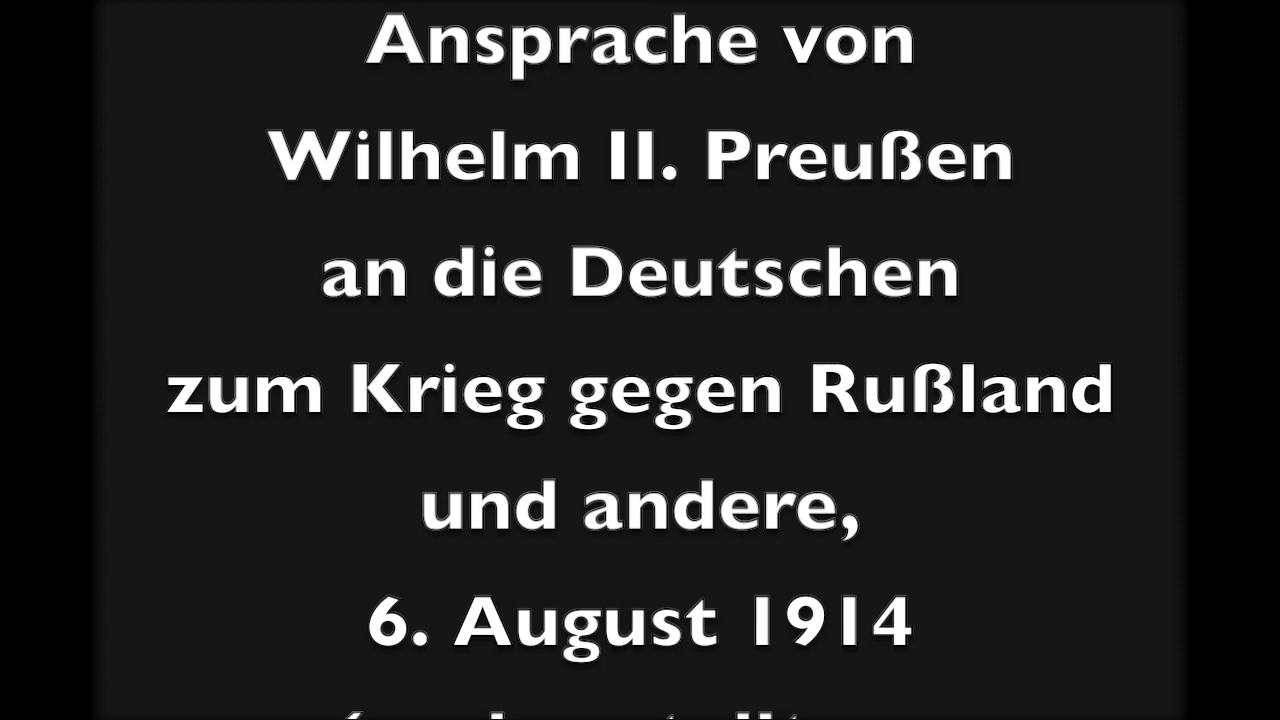 Ansprache von
Wilhelm II. Preußen
an die Deutschen
zum Krieg gegen Rußland
und andere,
6. August 1914